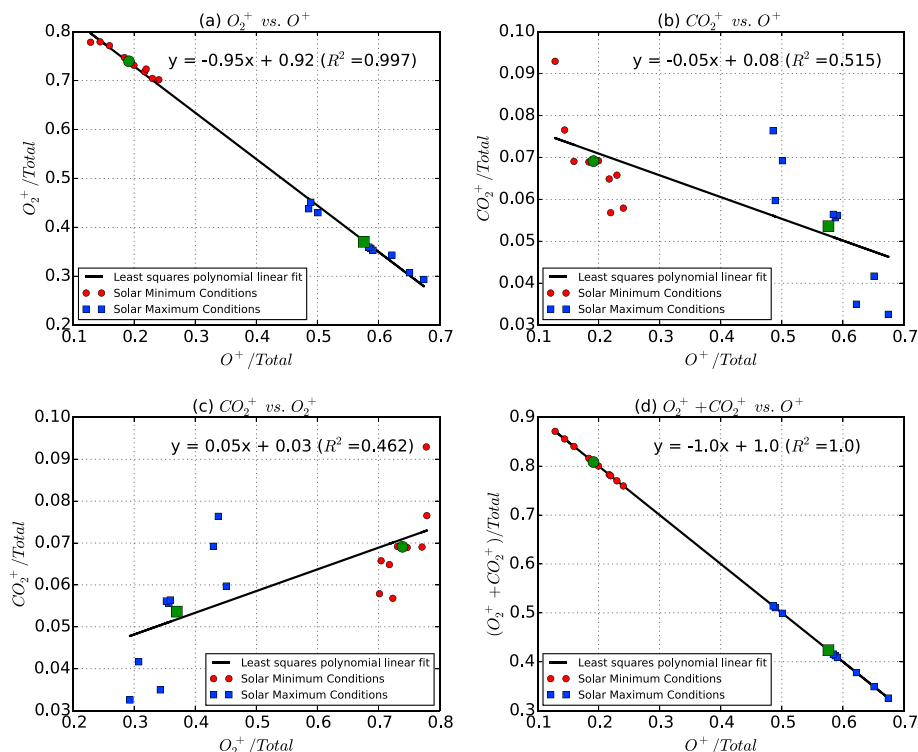 (a) O₂⁺ vs. O⁺
y = -0.95x + 0.92 (R² =0.997)
0.8
0.7
0.6
0.5
0.4
0.3
0.2
O₂⁺/Total
Least squares polynomial linear fit
Solar Minimum Conditions
Solar Maximum Conditions
0.1 0.2 0.3 0.4 0.5 0.6 0.7
O⁺/Total
(b) CO₂⁺ vs. O⁺
y = -0.05x + 0.08 (R² =0.515)
0.10
0.09
0.08
0.07
0.06
0.05
0.04
0.03
CO₂⁺/Total
Least squares polynomial linear fit
Solar Minimum Conditions
Solar Maximum Conditions
0.1 0.2 0.3 0.4 0.5 0.6 0.7
O⁺/Total
(c) CO₂⁺ vs. O₂⁺
y = 0.05x + 0.03 (R² =0.462)
0.10
0.09
0.08
0.07
0.06
0.05
0.04
0.03
CO₂⁺/Total
Least squares polynomial linear fit
Solar Minimum Conditions
Solar Maximum Conditions
0.2 0.3 0.4 0.5 0.6 0.7 0.8
O₂⁺/Total
(d) O₂⁺ +CO₂⁺ vs. O⁺
y = -1.0x + 1.0 (R² =1.0)
0.9
0.8
0.7
0.6
0.5
0.4
0.3
(O₂⁺ +CO₂⁺)/Total
Least squares polynomial linear fit
Solar Minimum Conditions
Solar Maximum Conditions
0.1 0.2 0.3 0.4 0.5 0.6 0.7
O⁺/Total